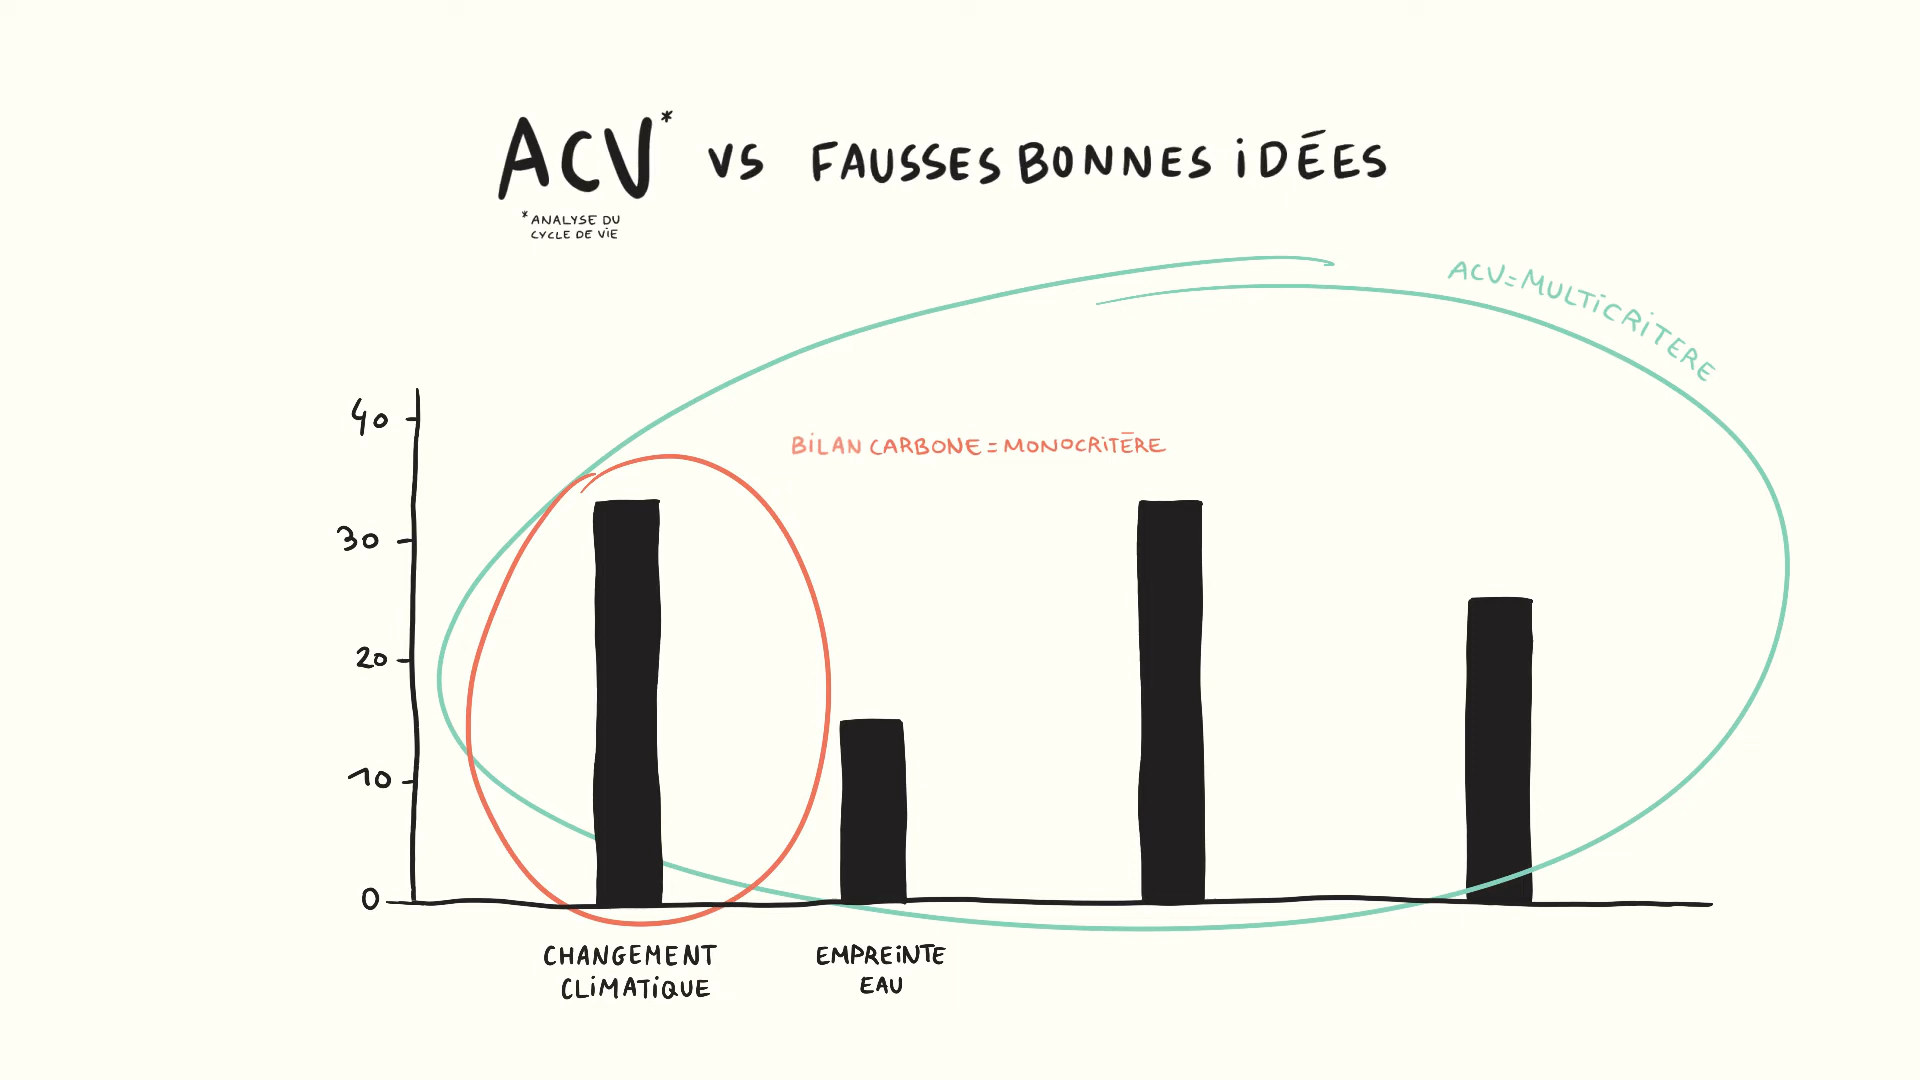 ACV* vs FAUSSES BONNES iDÉES
*ANALYSE DU
CYCLE DE ViE
ACV=MULTiCRiTERE
BiLAN CARBONE=MONOCRiTÈRE
40
30
20
10
0
CHANGEMENT
CLiMATiQUE
EMPREiNTE
EAU